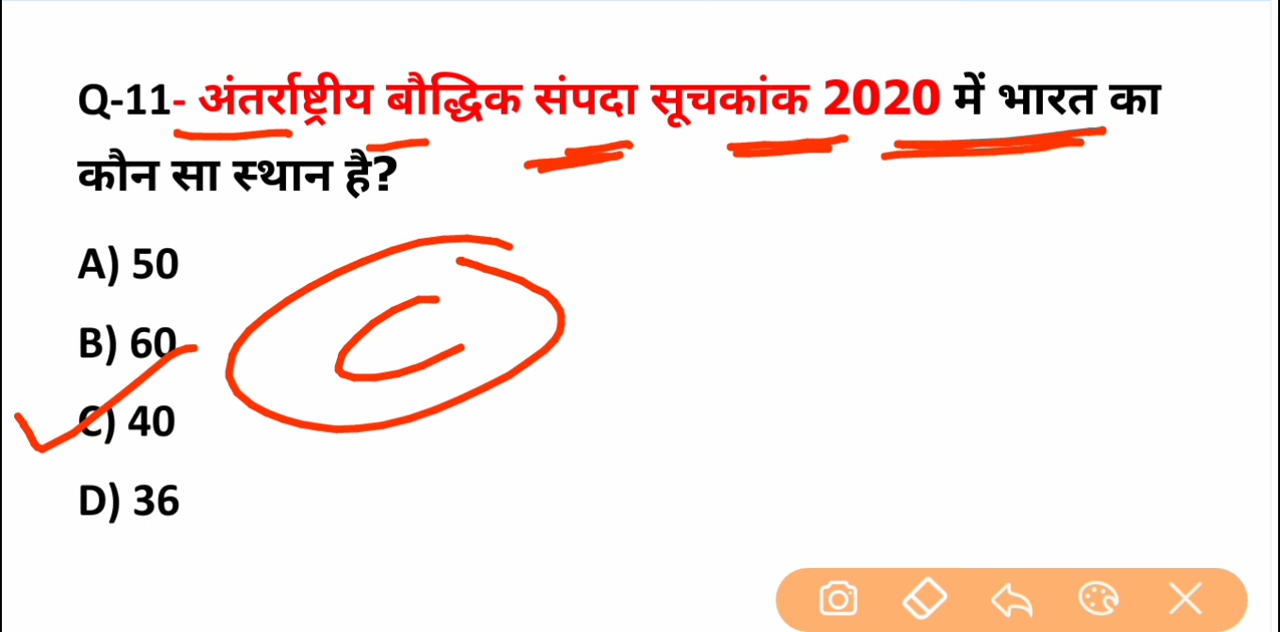 Q-11- अंतर्राष्ट्रीय बौद्धिक संपदा सूचकांक 2020 में भारत का
कौन सा स्थान है?
A) 50
B) 60
C) 40
D) 36
C